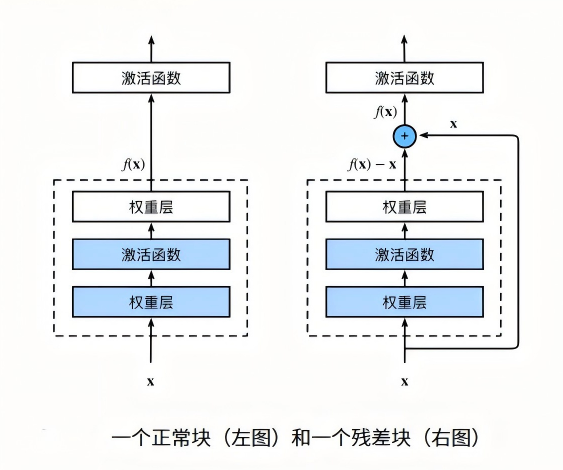 激活函数
f(x)
权重层
激活函数
权重层
x
激活函数
f(x)
x
+
f(x) − x
权重层
激活函数
权重层
x
一个正常块（左图）和一个残差块（右图）